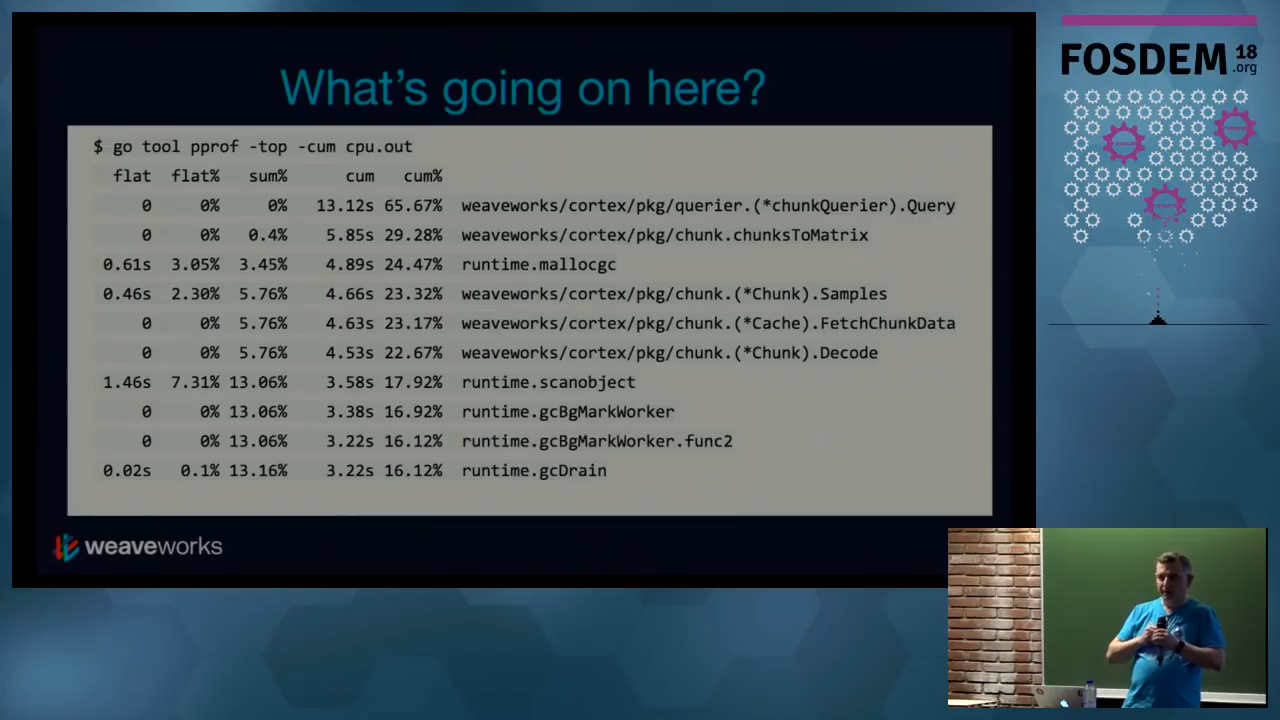 What's going on here?
$ go tool pprof -top -cum cpu.out
flat flat% sum% cum cum%
0 0% 0% 13.12s 65.67% weaveworks/cortex/pkg/querier.(*chunkQuerier).Query
0 0% 0.4% 5.85s 29.28% weaveworks/cortex/pkg/chunk.chunksToMatrix
0.61s 3.05% 3.45% 4.89s 24.47% runtime.mallocgc
0.46s 2.30% 5.76% 4.66s 23.32% weaveworks/cortex/pkg/chunk.(*Chunk).Samples
0 0% 5.76% 4.63s 23.17% weaveworks/cortex/pkg/chunk.(*Cache).FetchChunkData
0 0% 5.76% 4.53s 22.67% weaveworks/cortex/pkg/chunk.(*Chunk).Decode
1.46s 7.31% 13.06% 3.58s 17.92% runtime.scanobject
0 0% 13.06% 3.38s 16.92% runtime.gcBgMarkWorker
0 0% 13.06% 3.22s 16.12% runtime.gcBgMarkWorker.func2
0.02s 0.1% 13.16% 3.22s 16.12% runtime.gcDrain
weaveworks
FOSDEM 18
.org